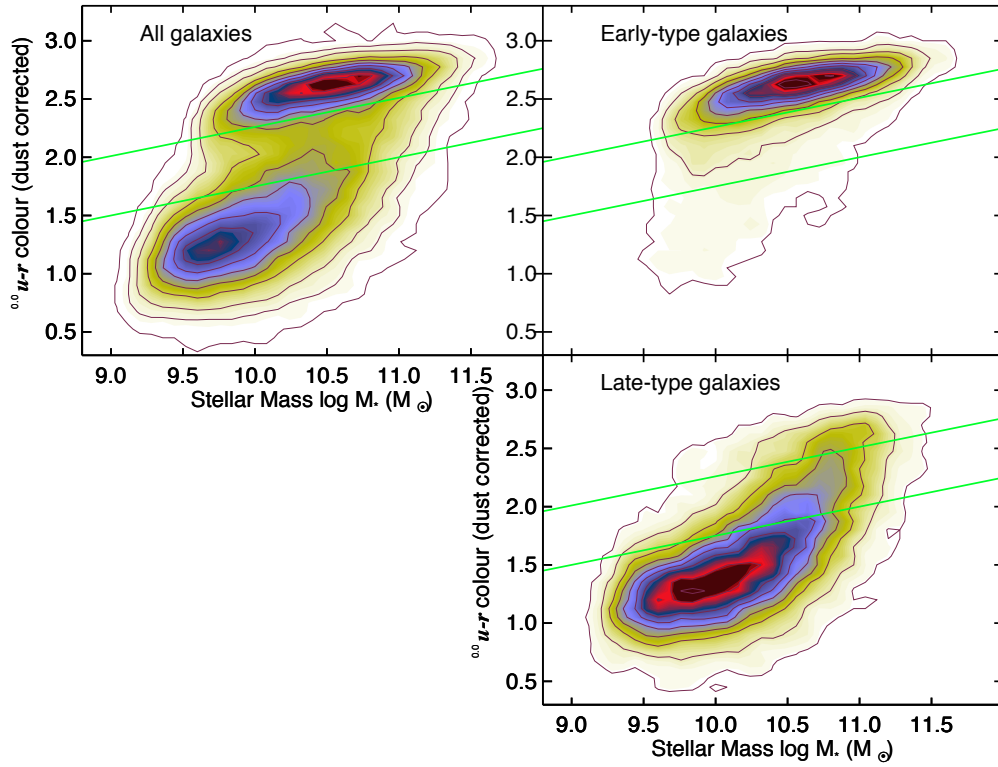 All galaxies
Early-type galaxies
3.0
2.5
2.0
1.5
1.0
0.5
0.0 u-r colour (dust corrected)
3.0
2.5
2.0
1.5
1.0
0.5
9.0 9.5 10.0 10.5 11.0 11.5
Stellar Mass log M* (M☉)
Late-type galaxies
3.0
2.5
2.0
1.5
1.0
0.5
0.0 u-r colour (dust corrected)
9.0 9.5 10.0 10.5 11.0 11.5
Stellar Mass log M* (M☉)